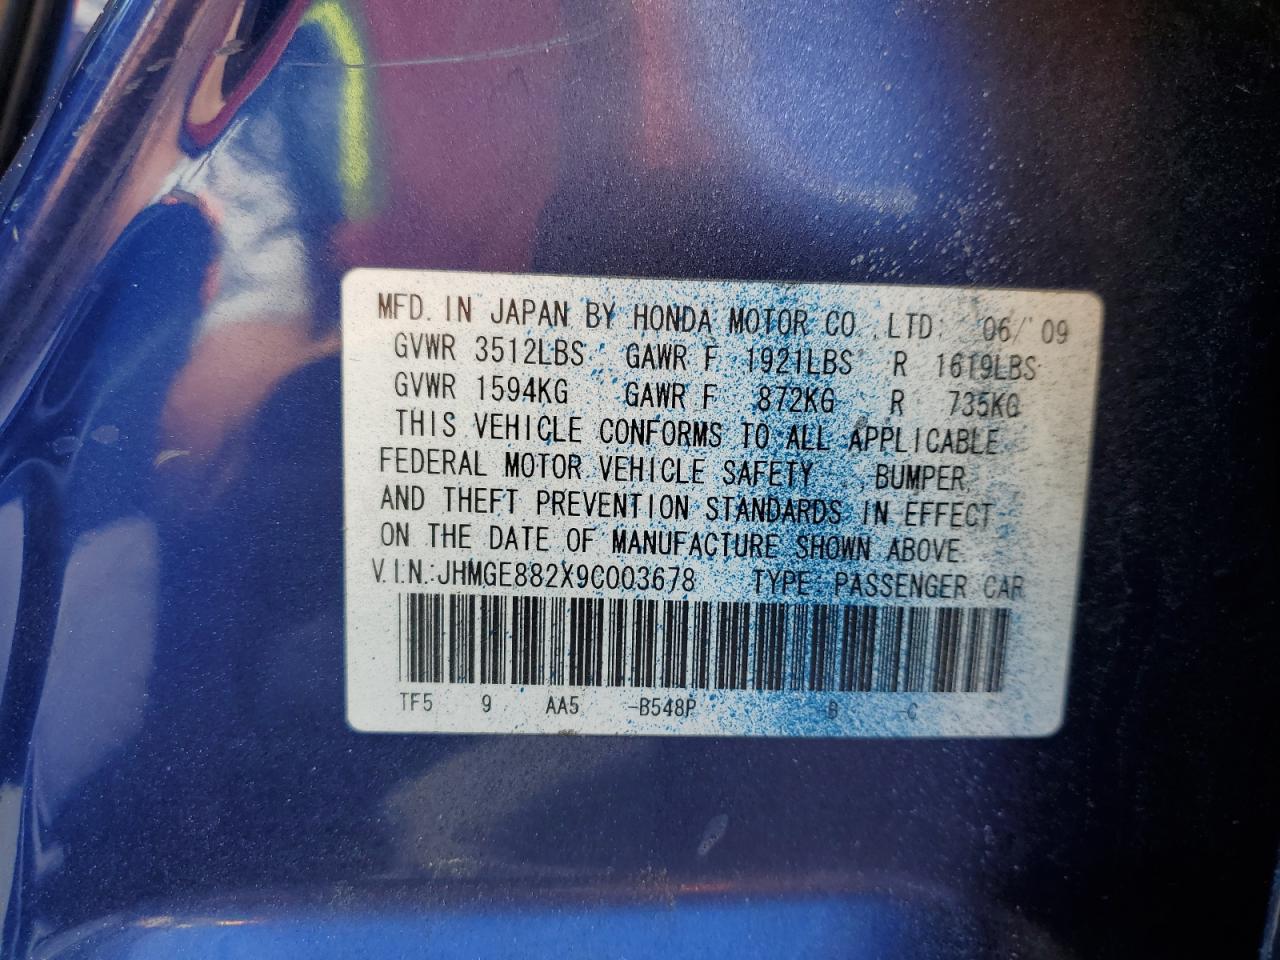 MFD. IN JAPAN BY HONDA MOTOR CO.,LTD. 06/'09
GVWR 3512LBS GAWR F 1921LBS R 1619LBS
GVWR 1594KG GAWR F 872KG R 735KG
THIS VEHICLE CONFORMS TO ALL APPLICABLE
FEDERAL MOTOR VEHICLE SAFETY, BUMPER,
AND THEFT PREVENTION STANDARDS IN EFFECT
ON THE DATE OF MANUFACTURE SHOWN ABOVE.
V.I.N.:JHMGE882X9C003678 TYPE: PASSENGER CAR
TF5 9 AA5 -B548P -B -C